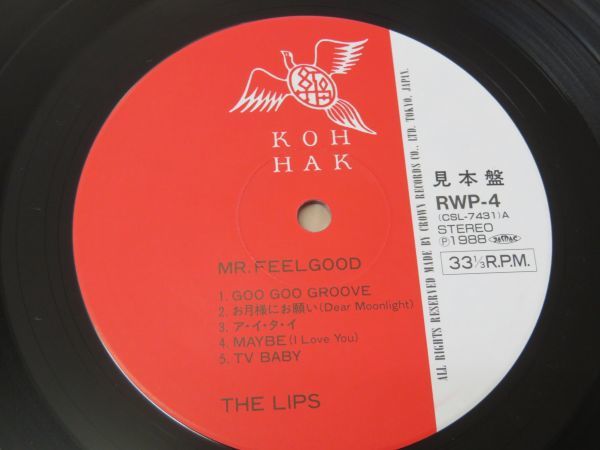 KOH
HAK
見本盤
RWP-4
(CSL-7431)A
STEREO
Ⓟ1988
33⅓R.P.M.
MR. FEELGOOD
1. GOO GOO GROOVE
2. お月様にお願い(Dear Moonlight)
3. ア・イ・タ・イ
4. MAYBE(I Love You)
5. TV BABY
THE LIPS
ALL RIGHTS RESERVED MADE BY CROWN RECORDS CO., LTD. TOKYO, JAPAN.